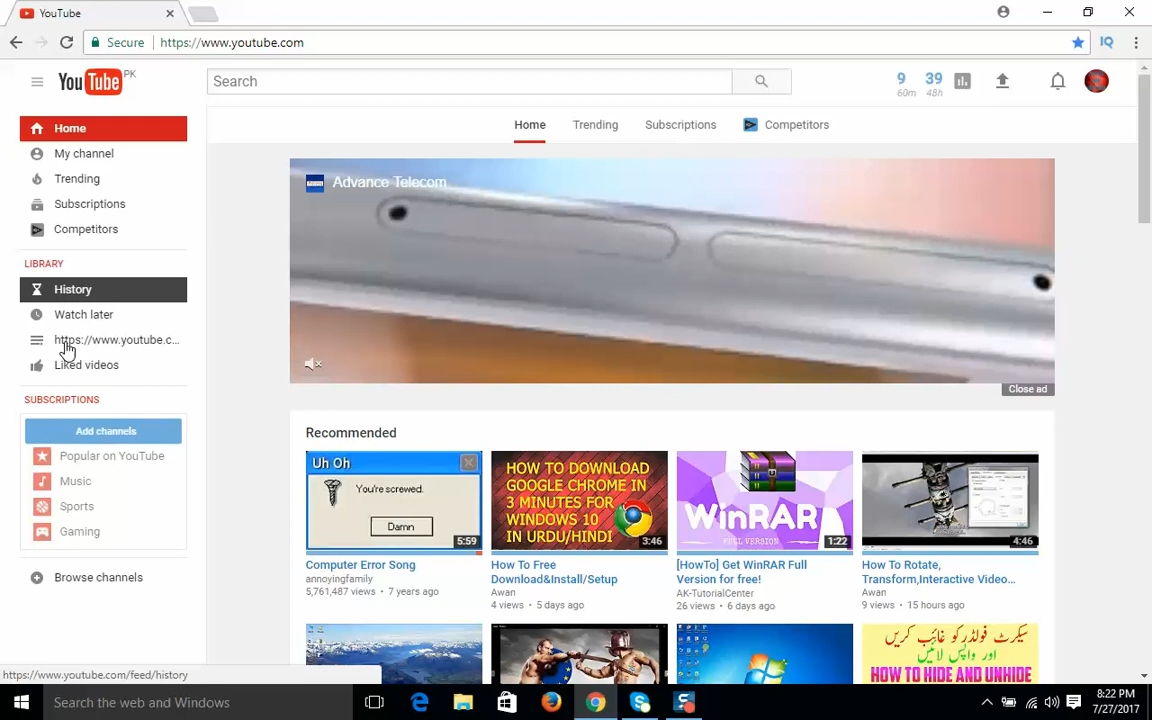 YouTube
Secure https://www.youtube.com IQ
YouTube PK
Search
9 39
60m 48h
Home
My channel
Trending
Subscriptions
Competitors
LIBRARY
History
Watch later
https://www.youtube.c...
Liked videos
SUBSCRIPTIONS
Add channels
Popular on YouTube
Music
Sports
Gaming
Browse channels
https://www.youtube.com/feed/history
Home Trending Subscriptions Competitors
Advance Telecom
Close ad
Recommended
Uh Oh
You're screwed.
Damn
5:59
Computer Error Song
annoyingfamily
5,761,487 views • 7 years ago
HOW TO DOWNLOAD
GOOGLE CHROME IN
3 MINUTES FOR
WINDOWS 10
IN URDU/HINDI
3:46
How To Free
Download&Install/Setup
Awan
4 views • 5 days ago
WinRAR
FULL VERSION
1:22
[HowTo] Get WinRAR Full
Version for free!
AK-TutorialCenter
26 views • 6 days ago
4:46
How To Rotate,
Transform,Interactive Video...
Awan
9 views • 15 hours ago
سیکرٹ فولڈرکو غائب کریں
اور واپس لائیں
HOW TO HIDE AND UNHIDE
Search the web and Windows
8:22 PM
7/27/2017